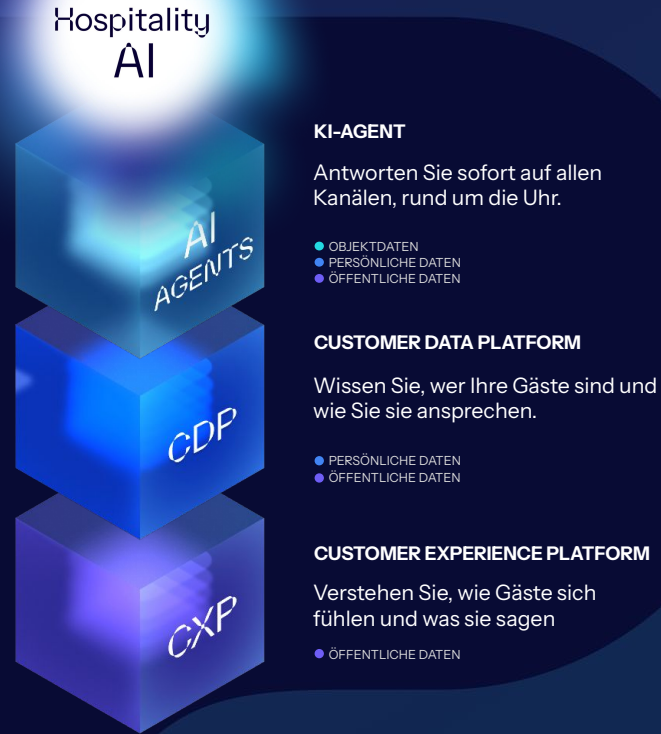 Hospitality
AI
KI-AGENT
Antworten Sie sofort auf allen
Kanälen, rund um die Uhr.
OBJEKTDATEN
PERSÖNLICHE DATEN
ÖFFENTLICHE DATEN
AI
AGENTS
CUSTOMER DATA PLATFORM
Wissen Sie, wer Ihre Gäste sind und
wie Sie sie ansprechen.
PERSÖNLICHE DATEN
ÖFFENTLICHE DATEN
CDP
CUSTOMER EXPERIENCE PLATFORM
Verstehen Sie, wie Gäste sich
fühlen und was sie sagen
ÖFFENTLICHE DATEN
CXP